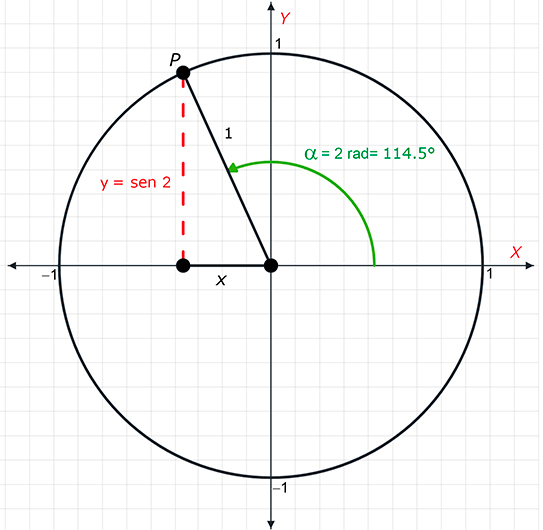 Y
1
P
1
α = 2 rad= 114.5°
y = sen 2
X
−1
x
1
−1